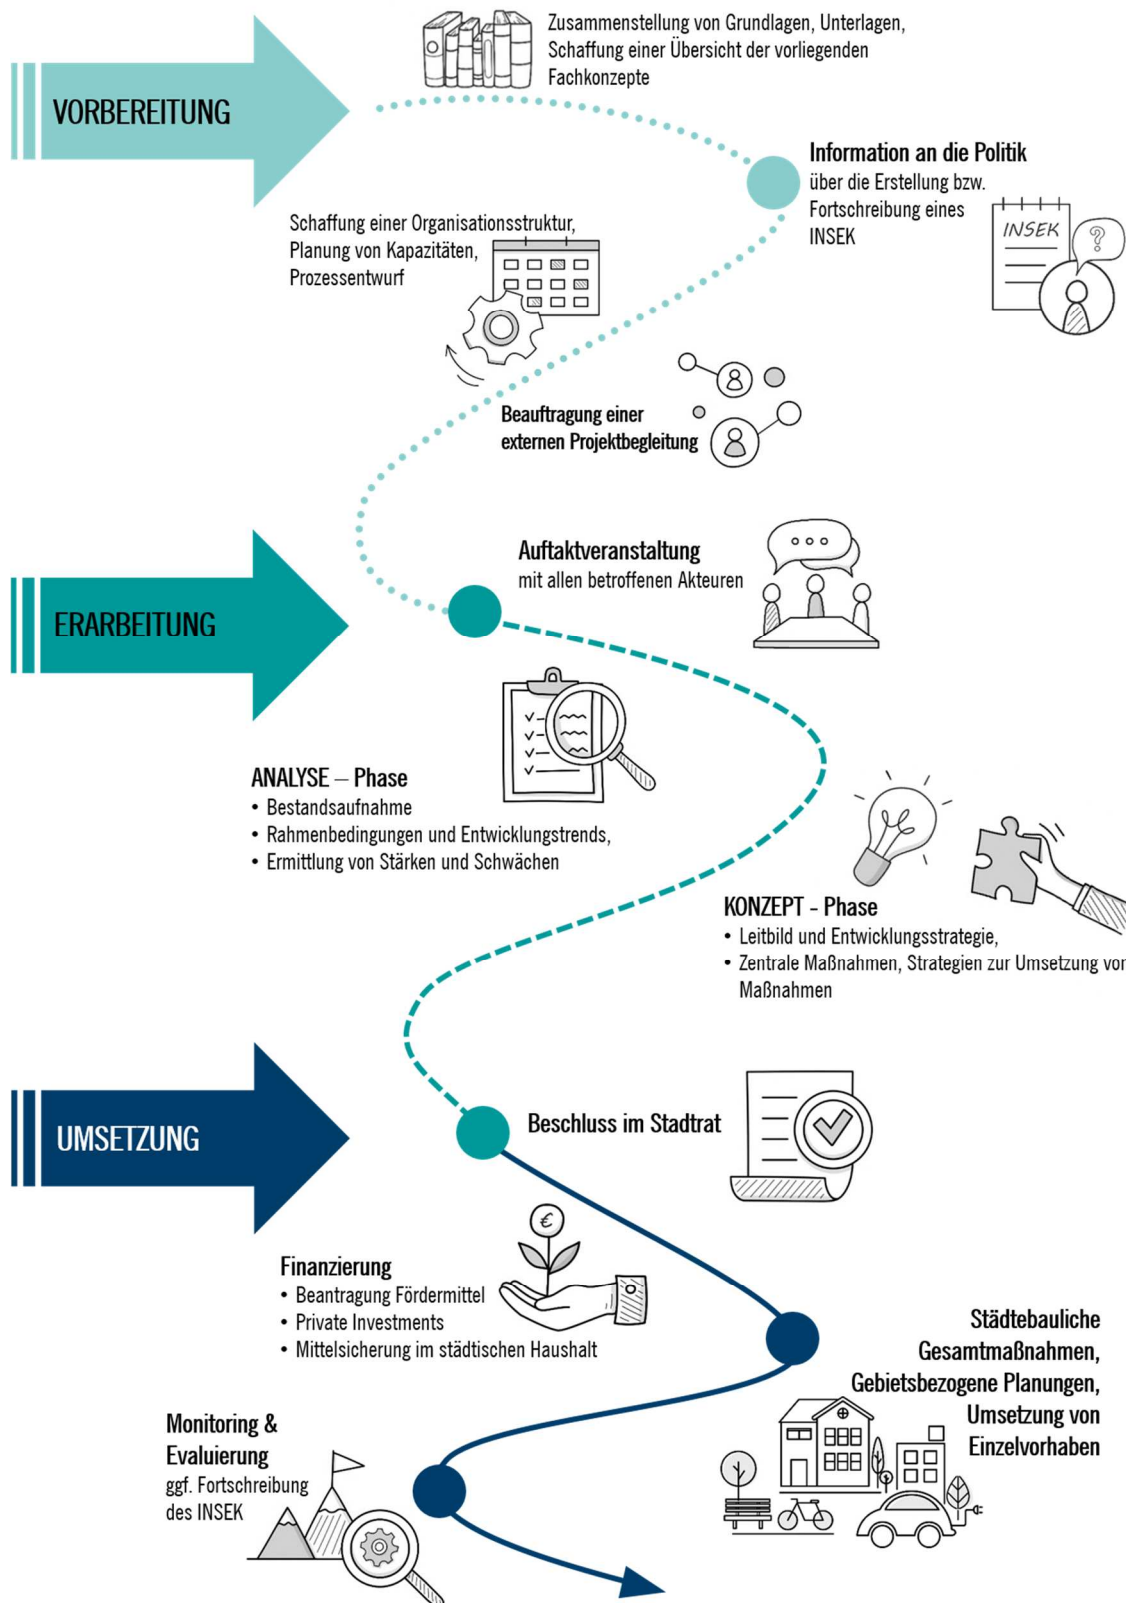 Zusammenstellung von Grundlagen, Unterlagen,
Schaffung einer Übersicht der vorliegenden
Fachkonzepte
VORBEREITUNG
Information an die Politik
über die Erstellung bzw.
Fortschreibung eines
INSEK
INSEK
?
Schaffung einer Organisationsstruktur,
Planung von Kapazitäten,
Prozessentwurf
Beauftragung einer
externen Projektbegleitung
Auftaktveranstaltung
mit allen betroffenen Akteuren
ERARBEITUNG
ANALYSE – Phase
• Bestandsaufnahme
• Rahmenbedingungen und Entwicklungstrends,
• Ermittlung von Stärken und Schwächen
KONZEPT - Phase
• Leitbild und Entwicklungsstrategie,
• Zentrale Maßnahmen, Strategien zur Umsetzung vor
Maßnahmen
Beschluss im Stadtrat
UMSETZUNG
€
Finanzierung
• Beantragung Fördermittel
• Private Investments
• Mittelsicherung im städtischen Haushalt
Städtebauliche
Gesamtmaßnahmen,
Gebietsbezogene Planungen,
Umsetzung von
Einzelvorhaben
Monitoring &
Evaluierung
ggf. Fortschreibung
des INSEK